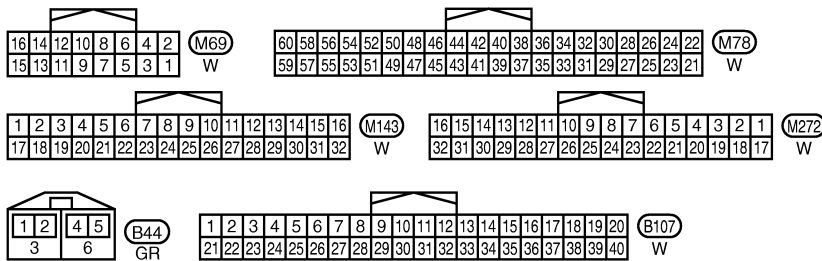 16 14 12 10 8 6 4 2 M69
15 13 11 9 7 5 3 1 W
60 58 56 54 52 50 48 46 44 42 40 38 36 34 32 30 28 26 24 22 M78
59 57 55 53 51 49 47 45 43 41 39 37 35 33 31 29 27 25 23 21 W
1 2 3 4 5 6 7 8 9 10 11 12 13 14 15 16 M143
17 18 19 20 21 22 23 24 25 26 27 28 29 30 31 32 W
16 15 14 13 12 11 10 9 8 7 6 5 4 3 2 1 M272
32 31 30 29 28 27 26 25 24 23 22 21 20 19 18 17 W
1 2 4 5 B44
3 6 GR
1 2 3 4 5 6 7 8 9 10 11 12 13 14 15 16 17 18 19 20 B107
21 22 23 24 25 26 27 28 29 30 31 32 33 34 35 36 37 38 39 40 W